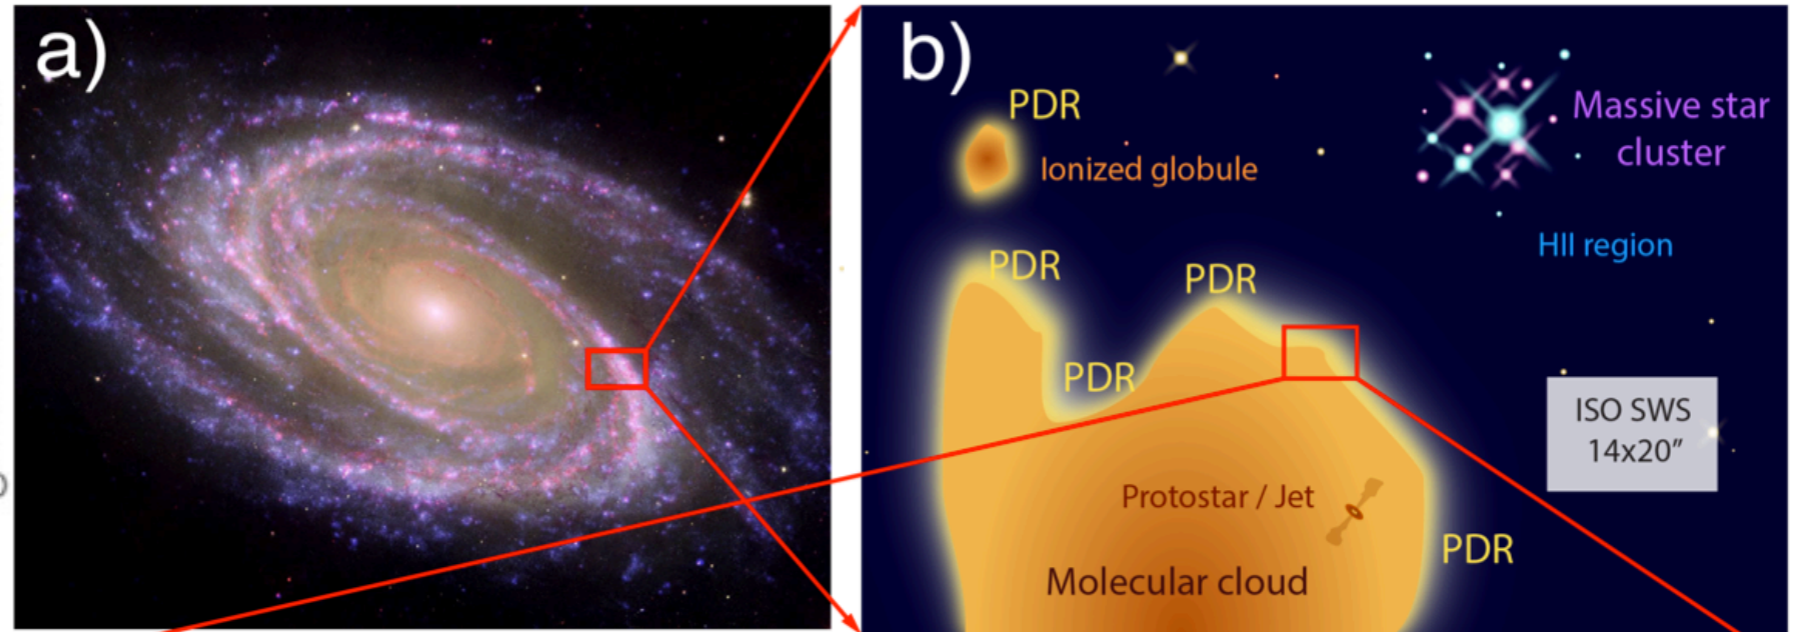 a)
b)
PDR
Ionized globule
Massive star
cluster
HII region
PDR
PDR
PDR
ISO SWS
14x20”
Protostar / Jet
PDR
Molecular cloud